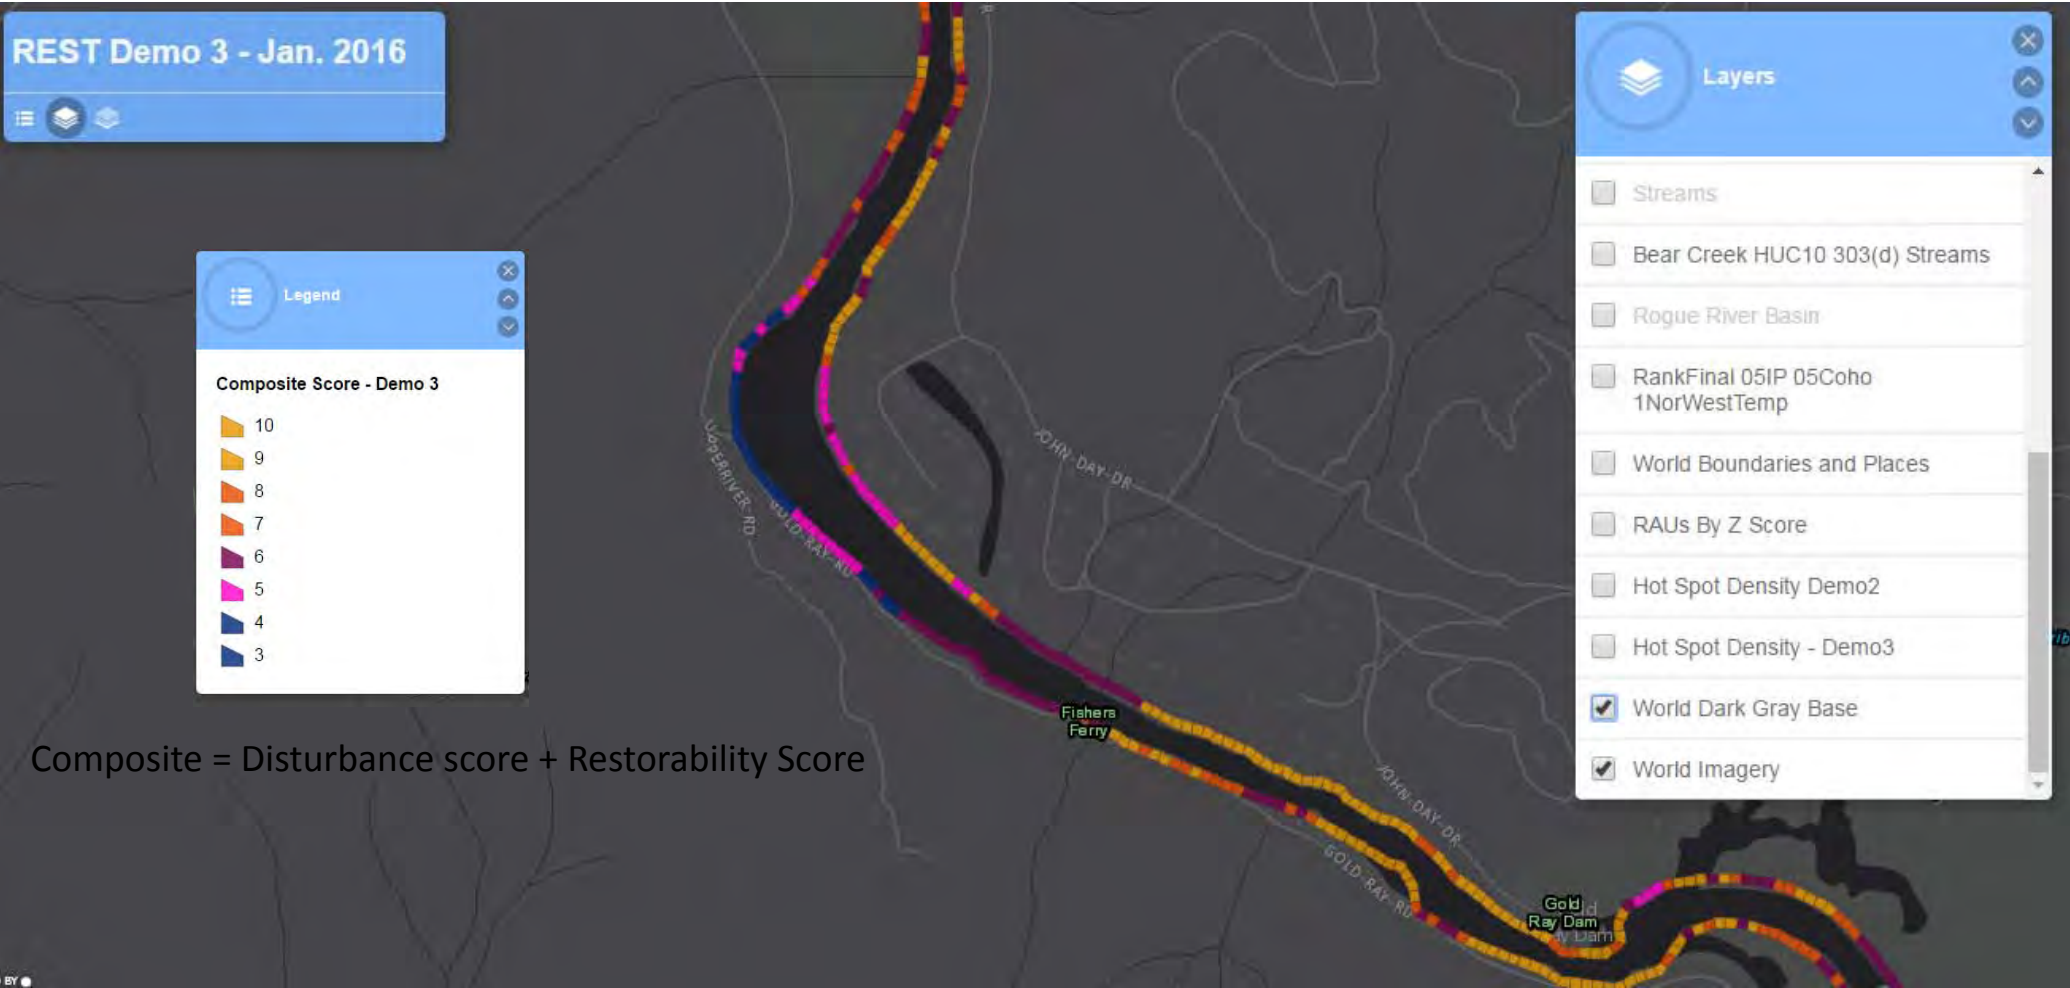 REST Demo 3 - Jan. 2016
Layers
Streams
Bear Creek HUC10 303(d) Streams
Rogue River Basin
RankFinal 05IP 05Coho
1NorWestTemp
World Boundaries and Places
RAUs By Z Score
Hot Spot Density Demo2
Hot Spot Density - Demo3
World Dark Gray Base
World Imagery
Legend
Composite Score - Demo 3
10
9
8
7
6
5
4
3
Composite = Disturbance score + Restorability Score
UPPERRIVER-RD
GOLD-RAY-RD
JOHN-DAY-DR
Fishers
Ferry
JOHN-DAY-DR
GOLD-RAY-RD
Gold
Ray Dam
BY